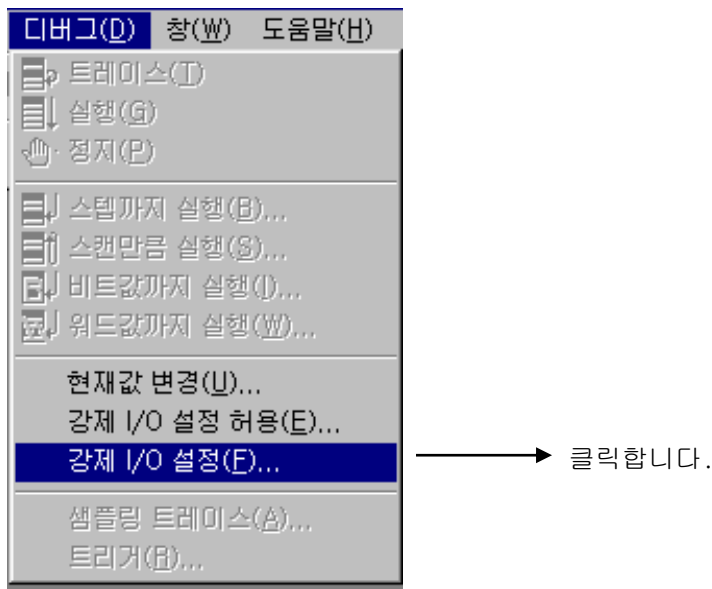 디버그(D) 창(W) 도움말(H)
트레이스(T)
실행(G)
정지(P)
스텝까지 실행(B)...
스캔만큼 실행(S)...
비트값까지 실행(I)...
워드값까지 실행(W)...
현재값 변경(U)...
강제 I/O 설정 허용(E)...
강제 I/O 설정(F)...
클릭합니다.
샘플링 트레이스(A)...
트리거(R)...